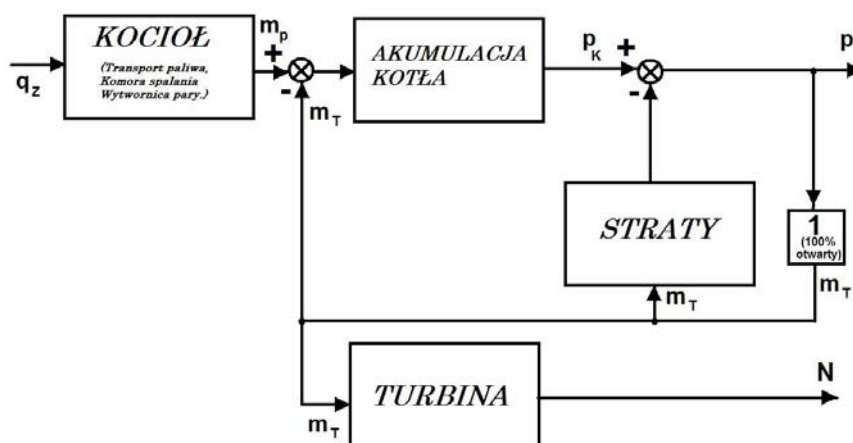 KOCIOŁ
(Transport paliwa,
Komora spalania
Wytwornica pary.)
q_z
m_p
+
-
m_T
AKUMULACJA
KOTŁA
p_K
+
-
p
STRATY
m_T
1
(100%
otwarty)
m_T
m_T
TURBINA
N